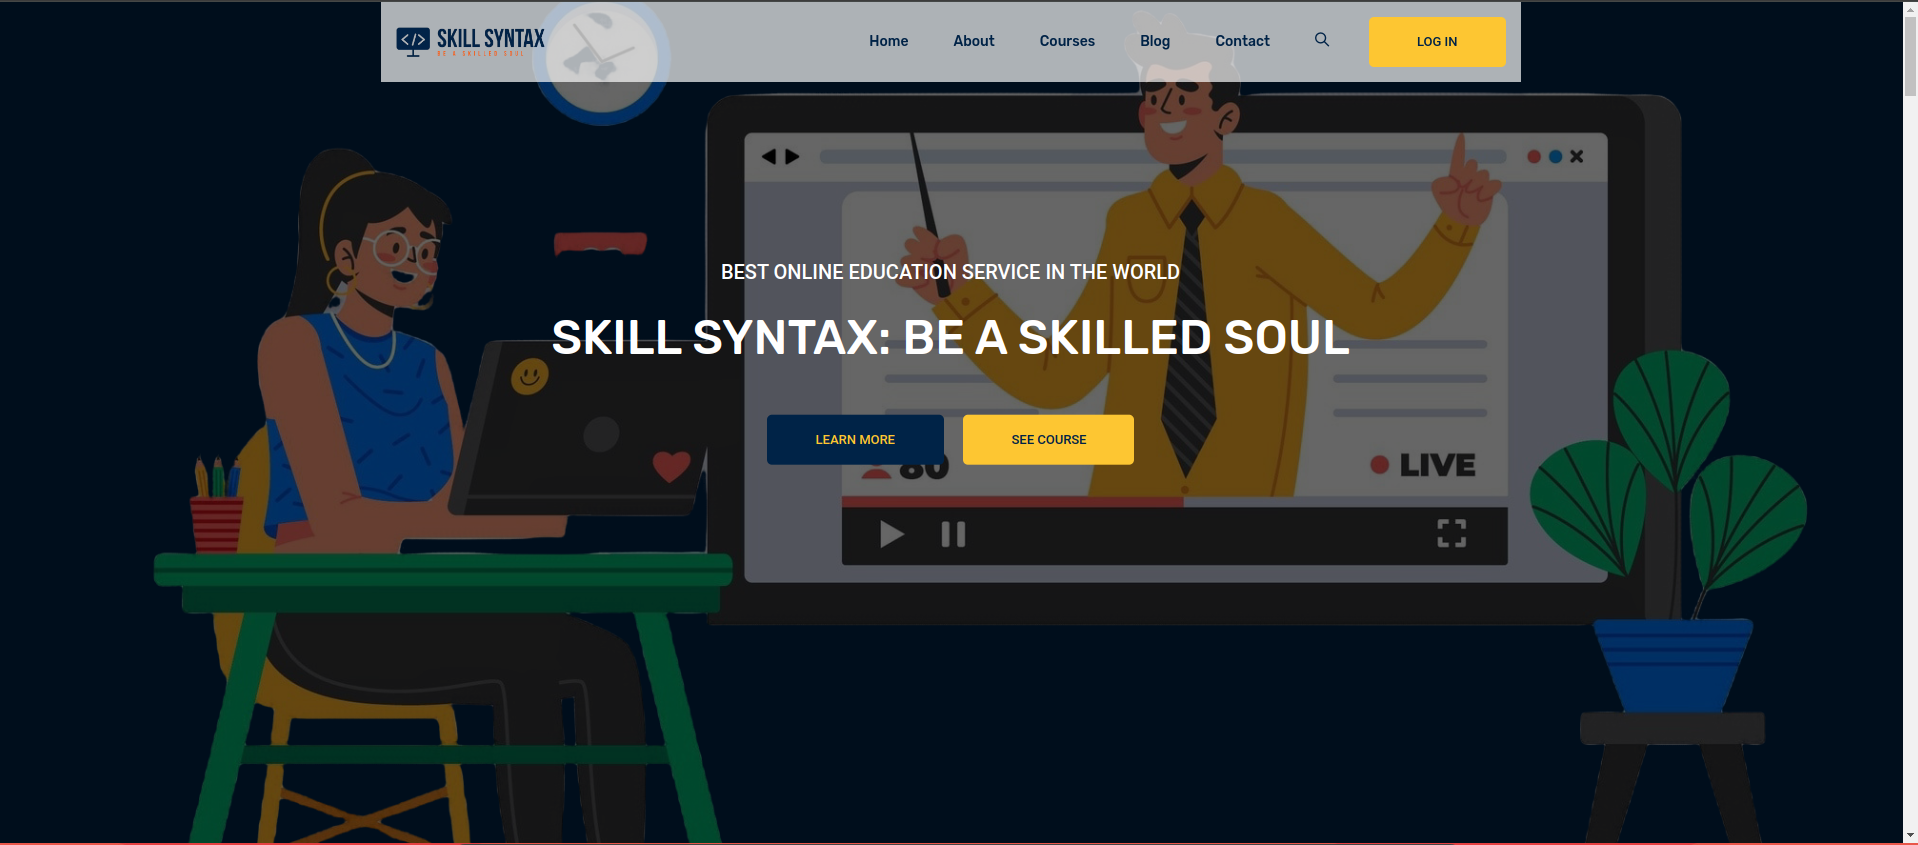 SKILL SYNTAX
BE A SKILLED SOUL
Home About Courses Blog Contact LOG IN
BEST ONLINE EDUCATION SERVICE IN THE WORLD
SKILL SYNTAX: BE A SKILLED SOUL
LEARN MORE SEE COURSE
80 LIVE